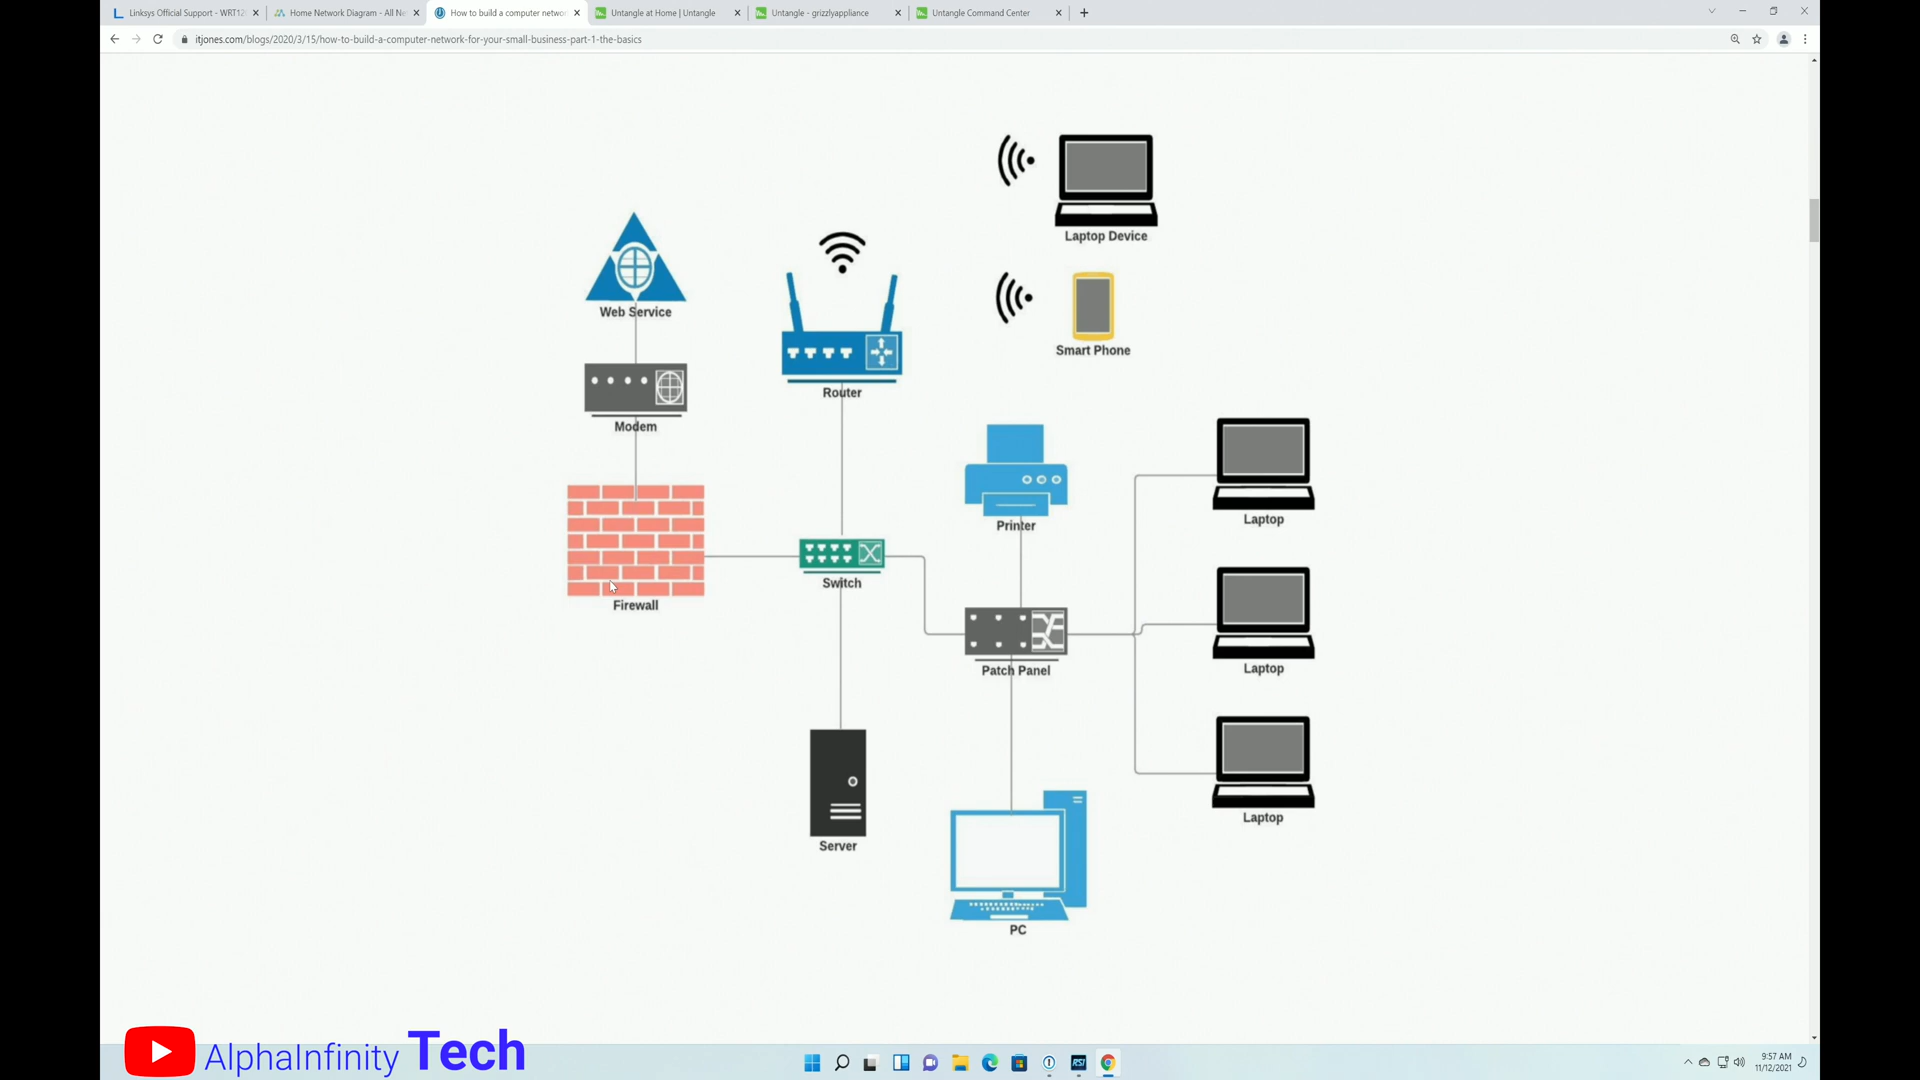 Linksys Official Support - WRT12
Home Network Diagram - All Ne
How to build a computer netwo
Untangle at Home | Untangle
Untangle - grizzlyappliance
Untangle Command Center
itjones.com/blogs/2020/3/15/how-to-build-a-computer-network-for-your-small-business-part-1-the-basics
Laptop Device
Web Service
Smart Phone
Router
Modem
Printer
Laptop
Switch
Firewall
Patch Panel
Laptop
Laptop
Server
PC
AlphaInfinity Tech
RSI
9:57 AM
11/12/2021